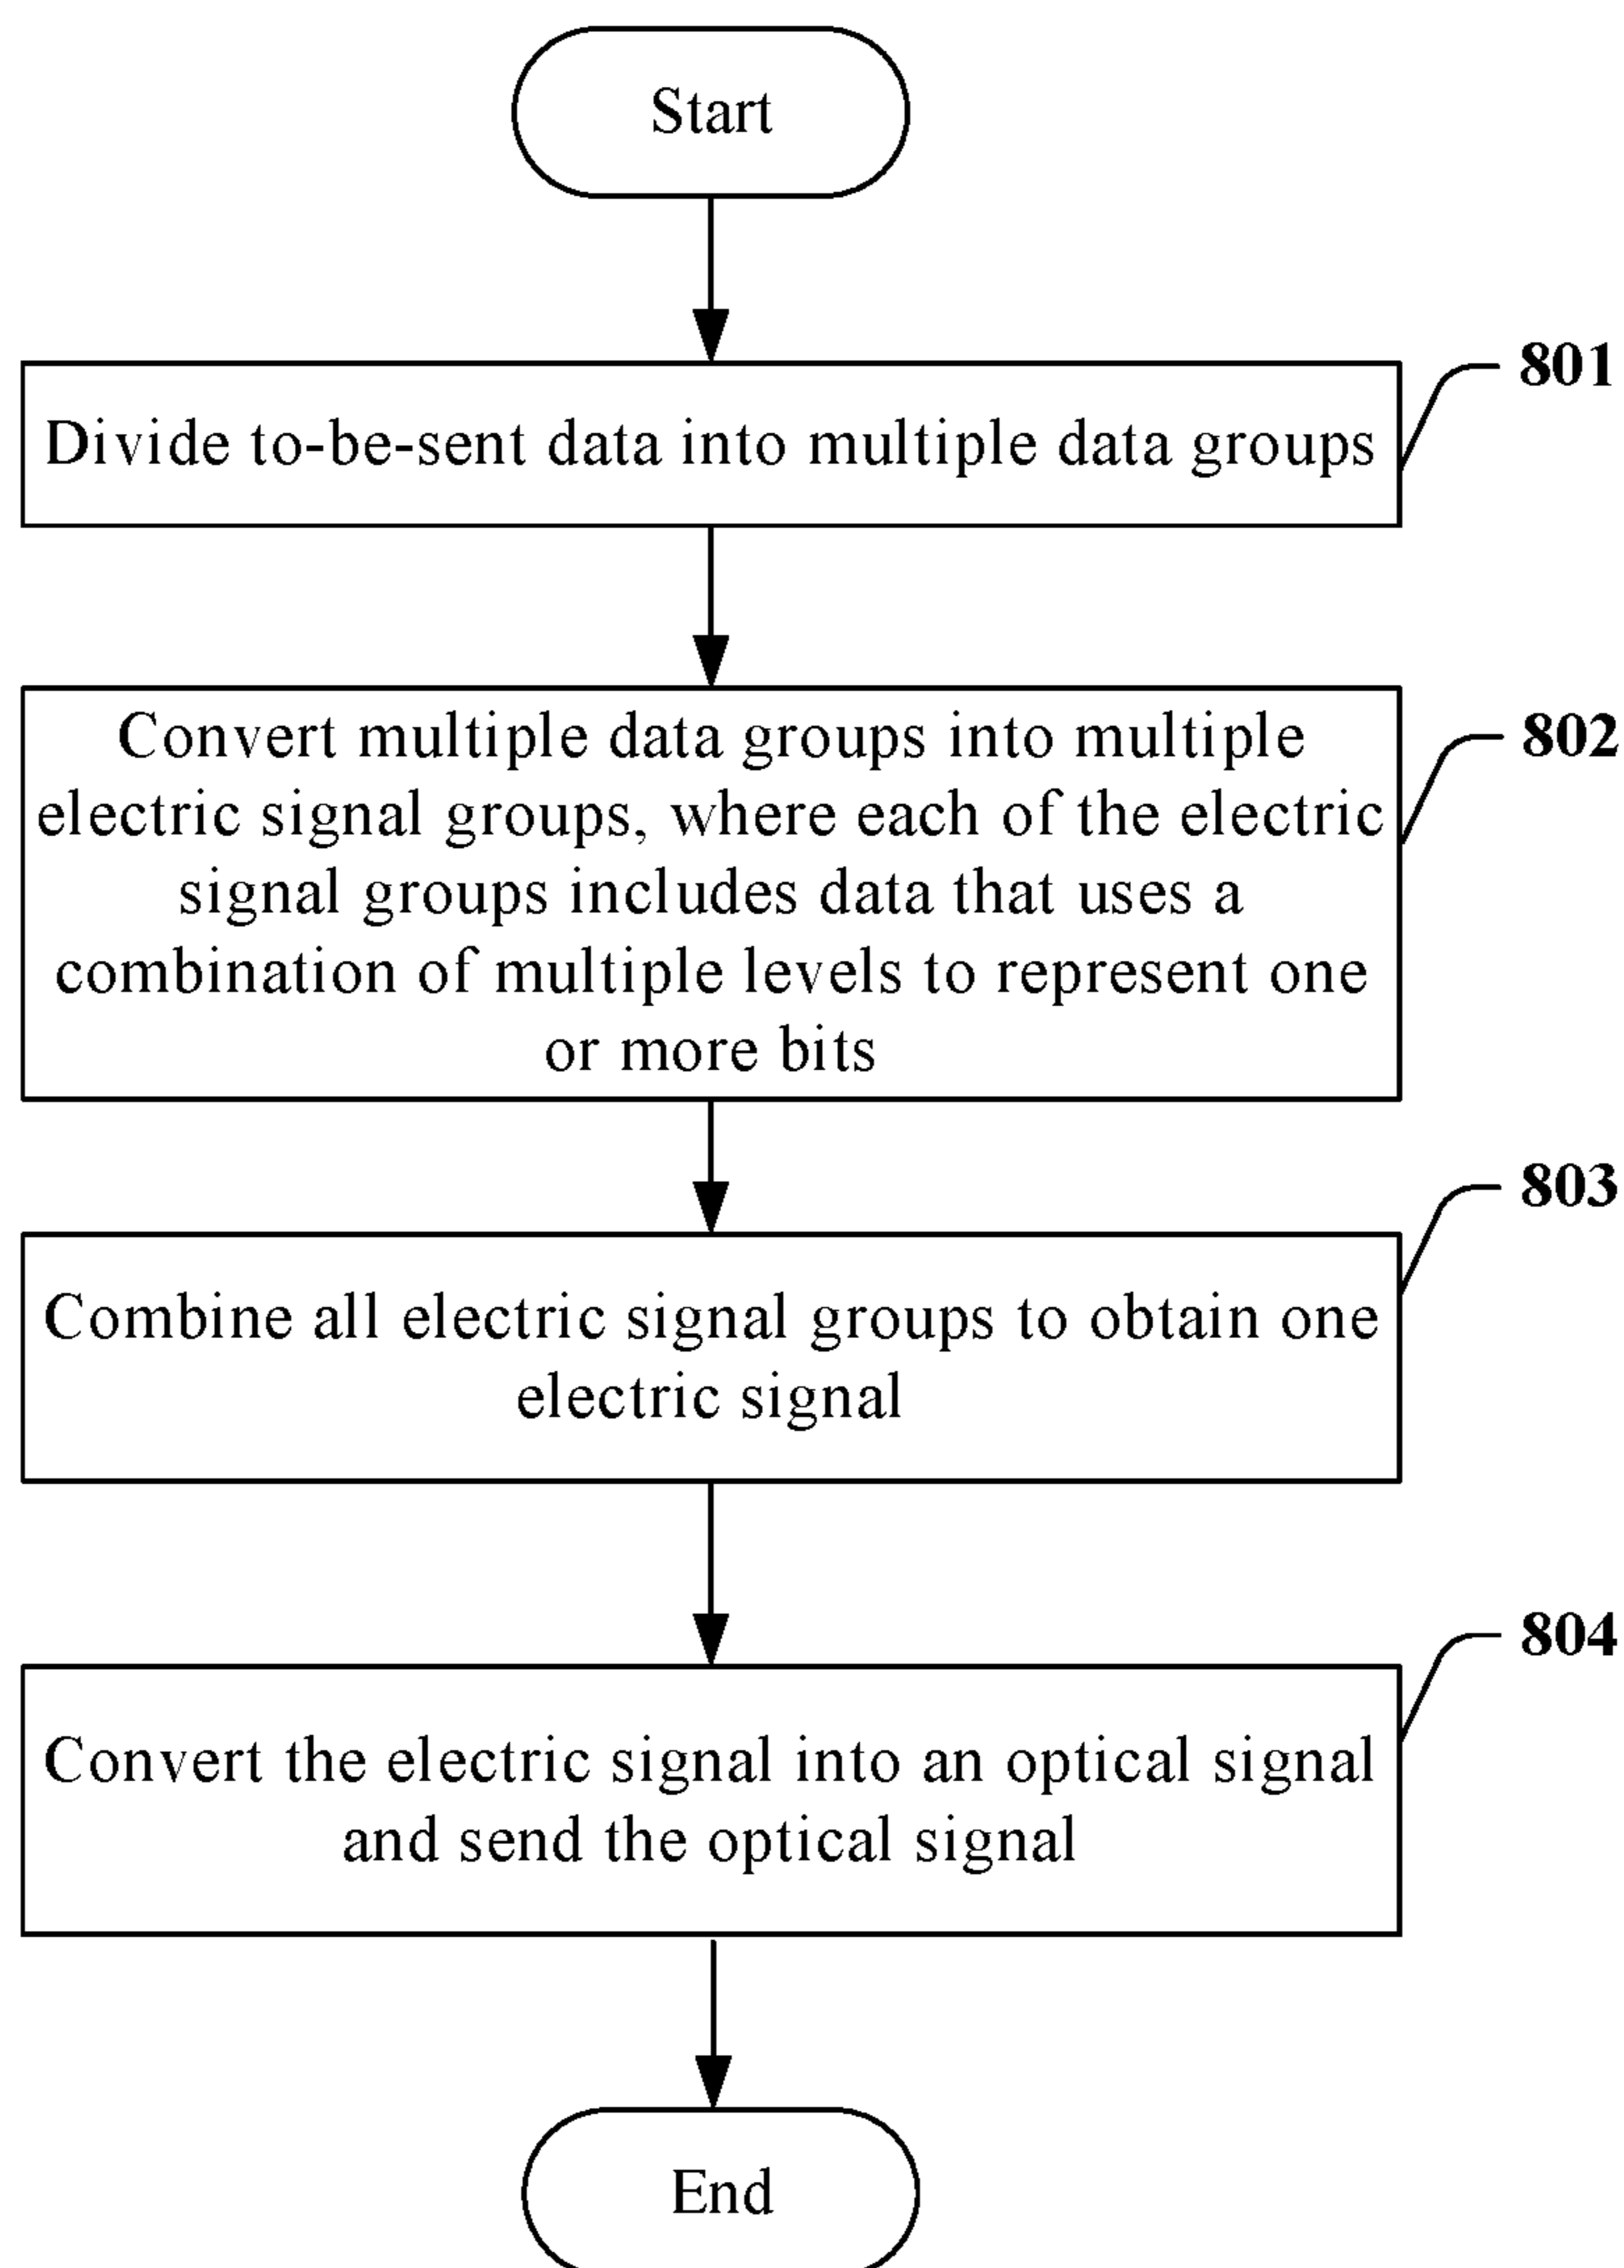 Start
801
Divide to-be-sent data into multiple data groups
802
Convert multiple data groups into multiple
electric signal groups, where each of the electric
signal groups includes data that uses a
combination of multiple levels to represent one
or more bits
803
Combine all electric signal groups to obtain one
electric signal
804
Convert the electric signal into an optical signal
and send the optical signal
End